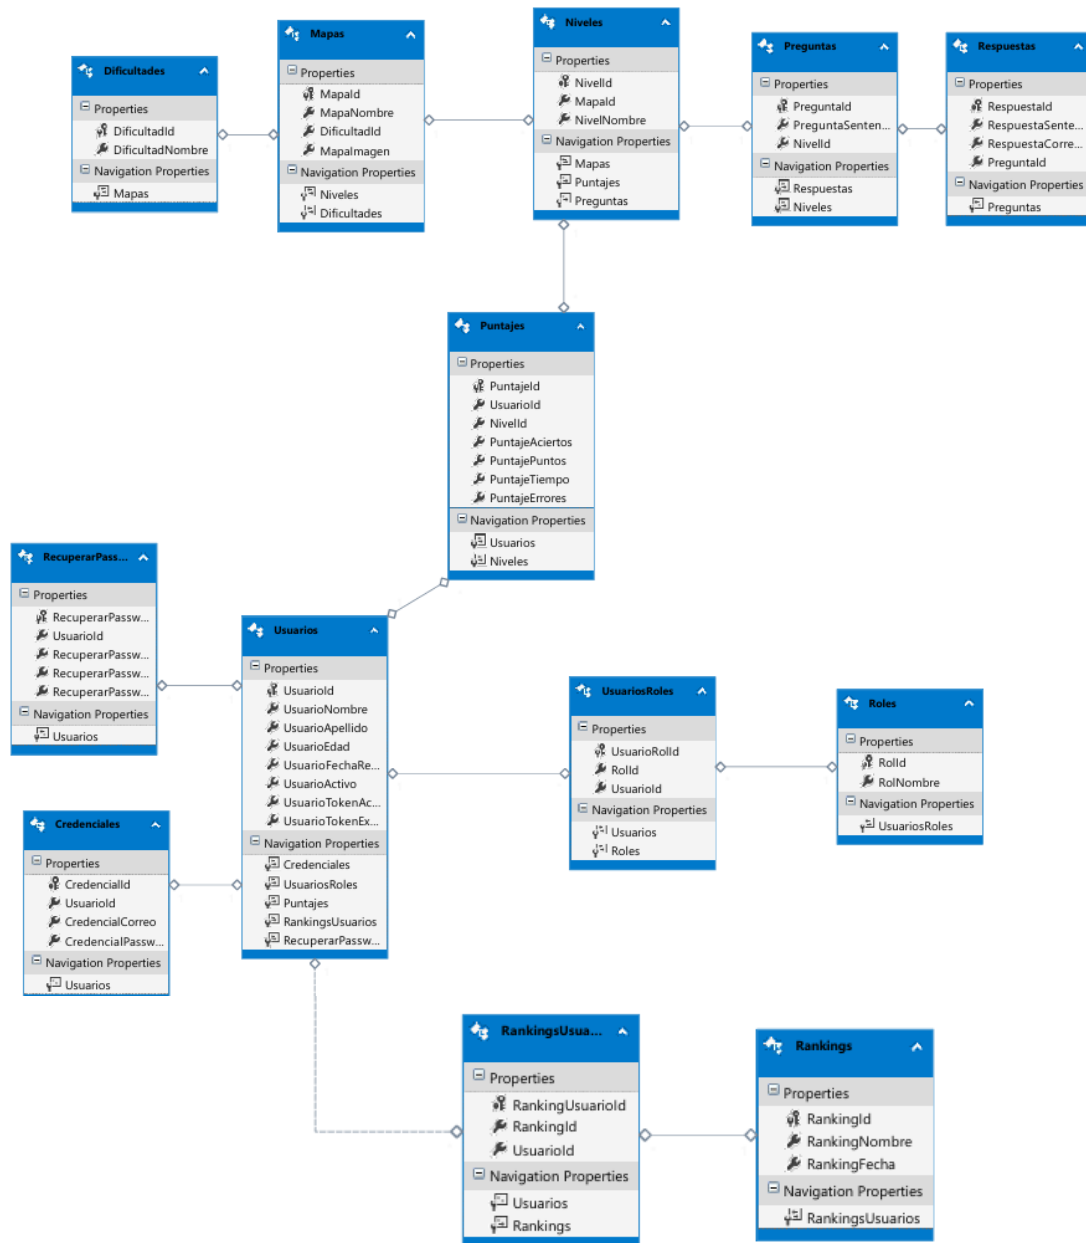 Dificultades
Properties
DificultadId
DificultadNombre
Navigation Properties
Mapas
Mapas
Properties
MapaId
MapaNombre
DificultadId
MapaImagen
Navigation Properties
Niveles
Dificultades
Niveles
Properties
NivelId
MapaId
NivelNombre
Navigation Properties
Mapas
Puntajes
Preguntas
Preguntas
Properties
PreguntaId
PreguntaSenten...
NivelId
Navigation Properties
Respuestas
Niveles
Respuestas
Properties
RespuestaId
RespuestaSente...
RespuestaCorre...
PreguntaId
Navigation Properties
Preguntas
Puntajes
Properties
PuntajeId
UsuarioId
NivelId
PuntajeAciertos
PuntajePuntos
PuntajeTiempo
PuntajeErrores
Navigation Properties
Usuarios
Niveles
RecuperarPass...
Properties
RecuperarPassw...
UsuarioId
RecuperarPassw...
RecuperarPassw...
RecuperarPassw...
Navigation Properties
Usuarios
Usuarios
Properties
UsuarioId
UsuarioNombre
UsuarioApellido
UsuarioEdad
UsuarioFechaRe...
UsuarioActivo
UsuarioTokenAc...
UsuarioTokenEx...
Navigation Properties
Credenciales
UsuariosRoles
Puntajes
RankingsUsuarios
RecuperarPassw...
UsuariosRoles
Properties
UsuarioRolId
RolId
UsuarioId
Navigation Properties
Usuarios
Roles
Roles
Properties
RolId
RolNombre
Navigation Properties
UsuariosRoles
Credenciales
Properties
CredencialId
UsuarioId
CredencialCorreo
CredencialPassw...
Navigation Properties
Usuarios
RankingsUsua...
Properties
RankingUsuarioId
RankingId
UsuarioId
Navigation Properties
Usuarios
Rankings
Rankings
Properties
RankingId
RankingNombre
RankingFecha
Navigation Properties
RankingsUsuarios